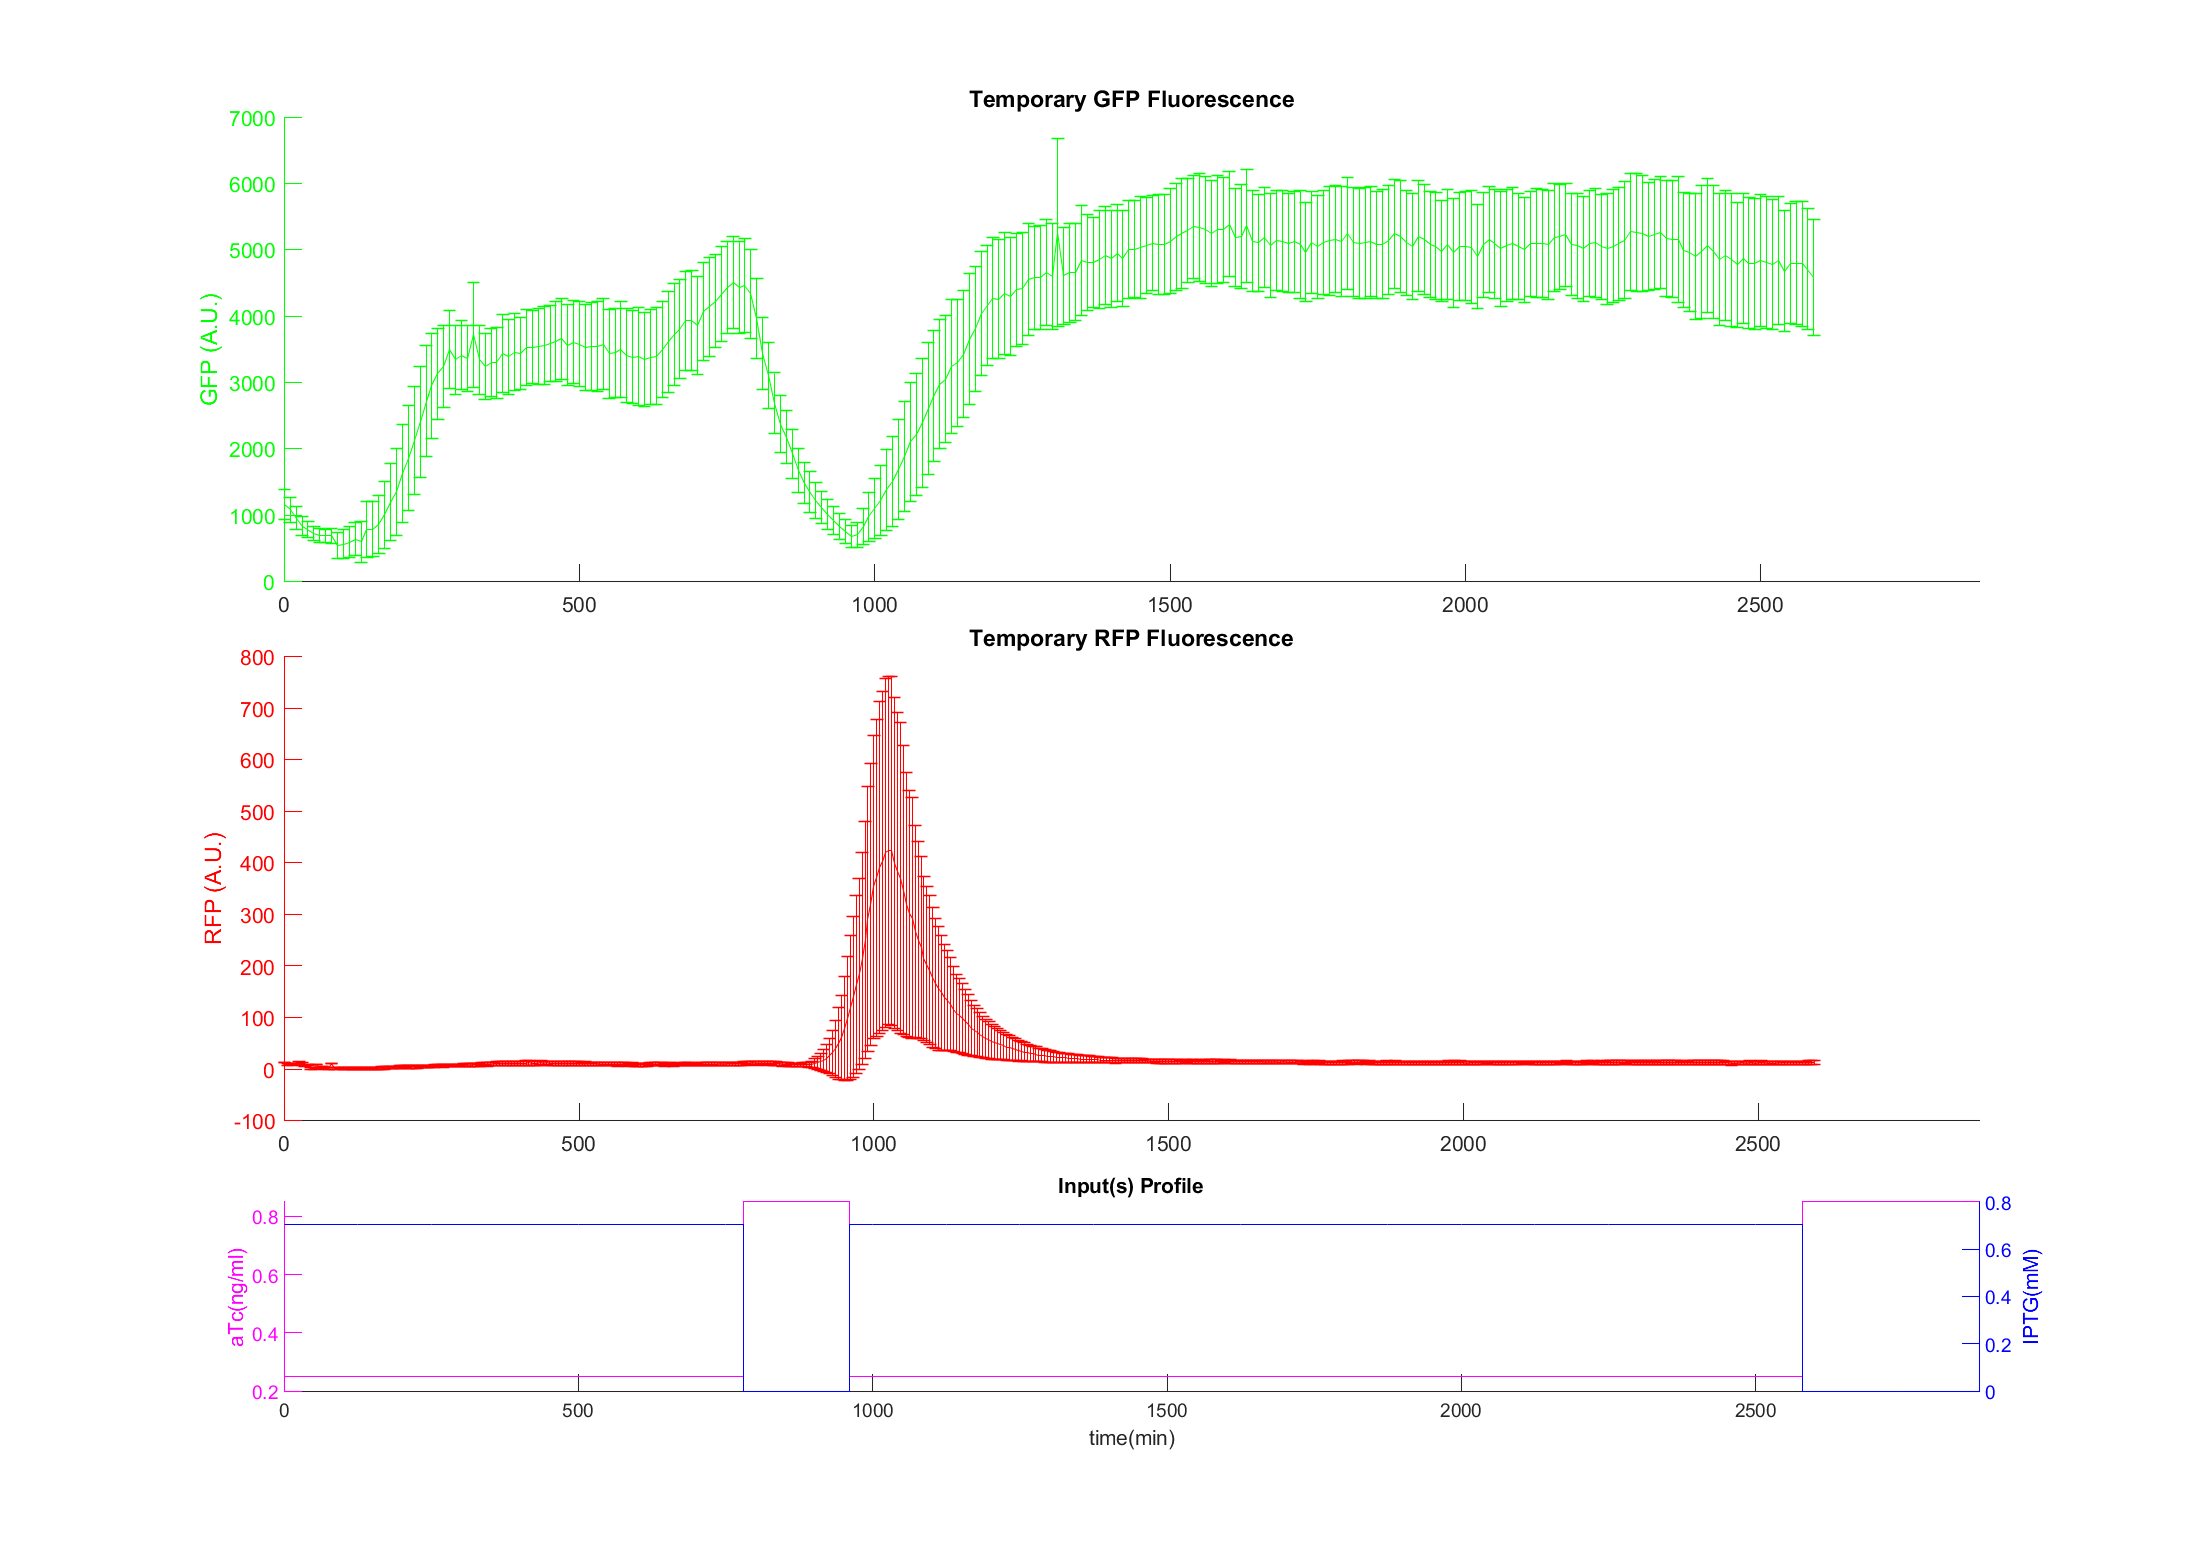 Temporary GFP Fluorescence
7000
6000
5000
4000
3000
2000
1000
0
GFP (A.U.)
0 500 1000 1500 2000 2500
Temporary RFP Fluorescence
800
700
600
500
400
300
200
100
0
-100
RFP (A.U.)
0 500 1000 1500 2000 2500
Input(s) Profile
0.8
0.6
0.4
0.2
aTc(ng/ml)
0.8
0.6
0.4
0.2
0
IPTG(mM)
0 500 1000 1500 2000 2500
time(min)